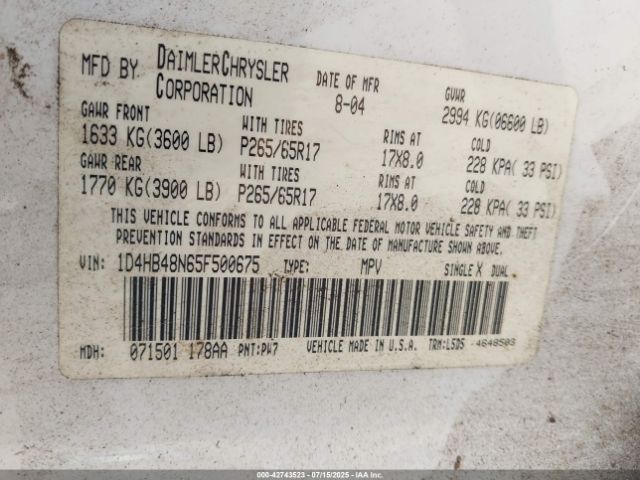 MFD BY DAIMLERCHRYSLER CORPORATION DATE OF MFR 8-04 GVWR 2994 KG(06600 LB)
GAWR FRONT WITH TIRES RIMS AT COLD
1633 KG(3600 LB) P265/65R17 17X8.0 228 KPA( 33 PSI)
GAWR REAR WITH TIRES RIMS AT COLD
1770 KG(3900 LB) P265/65R17 17X8.0 228 KPA( 33 PSI)
THIS VEHICLE CONFORMS TO ALL APPLICABLE FEDERAL MOTOR VEHICLE SAFETY AND THEFT
PREVENTION STANDARDS IN EFFECT ON THE DATE OF MANUFACTURE SHOWN ABOVE.
VIN: 1D4HB48N65F500675 TYPE: MPV SINGLE X DUAL
MDH: 071501 178AA PNT:PW7 VEHICLE MADE IN U.S.A. TRM:L5D5 4648503
000-42743523 - 07/15/2025 - IAAI, Inc.